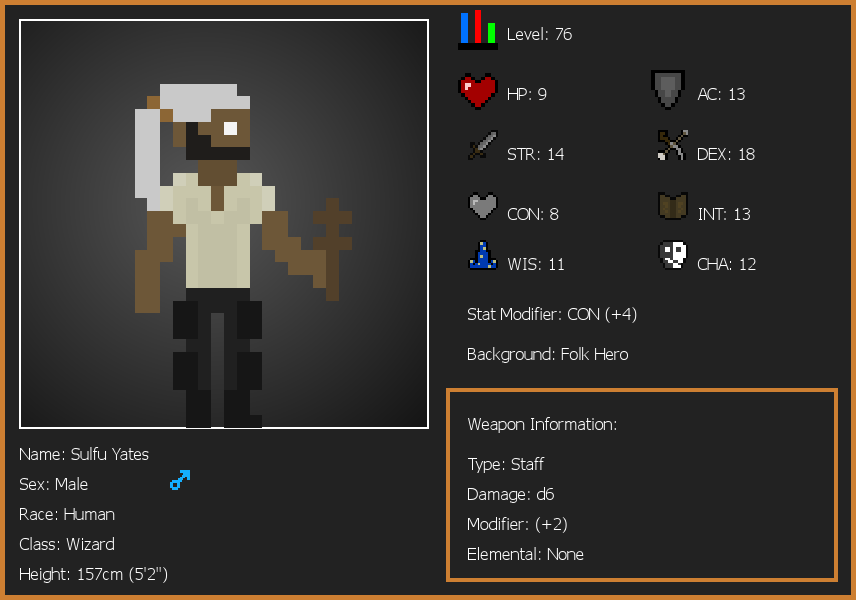 Level: 76
HP: 9
AC: 13
STR: 14
DEX: 18
CON: 8
INT: 13
WIS: 11
CHA: 12
Stat Modifier: CON (+4)
Background: Folk Hero
Weapon Information:
Type: Staff
Damage: d6
Modifier: (+2)
Elemental: None
Name: Sulfu Yates
Sex: Male
Race: Human
Class: Wizard
Height: 157cm (5'2")